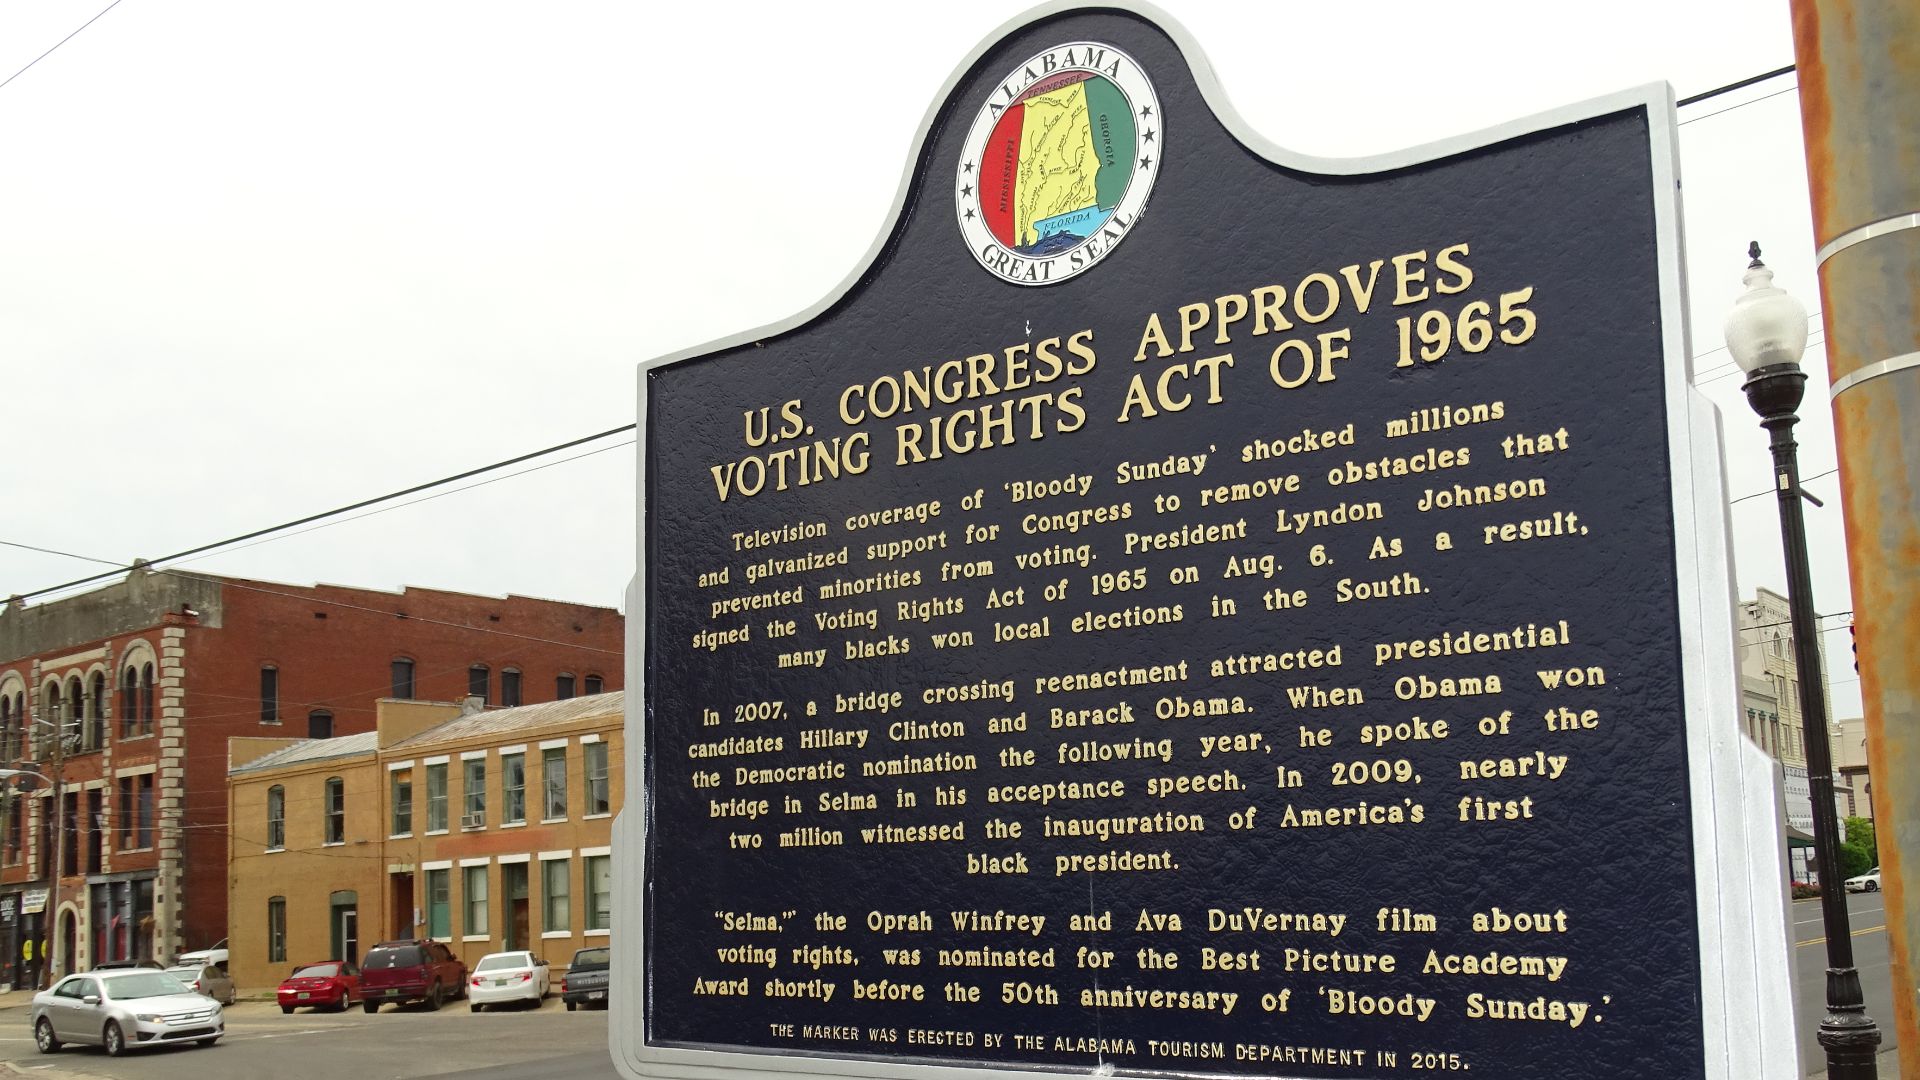 ALABAMA
TENNESSEE
MISSISSIPPI
GEORGIA
FLORIDA
GREAT SEAL
U.S. CONGRESS APPROVES
VOTING RIGHTS ACT OF 1965
Television coverage of 'Bloody Sunday' shocked millions
and galvanized support for Congress to remove obstacles that
prevented minorities from voting. President Lyndon Johnson
signed the Voting Rights Act of 1965 on Aug. 6. As a result,
many blacks won local elections in the South.
In 2007, a bridge crossing reenactment attracted presidential
candidates Hillary Clinton and Barack Obama. When Obama won
the Democratic nomination the following year, he spoke of the
bridge in Selma in his acceptance speech. In 2009, nearly
two million witnessed the inauguration of America's first
black president.
"Selma,"' the Oprah Winfrey and Ava DuVernay film about
voting rights, was nominated for the Best Picture Academy
Award shortly before the 50th anniversary of 'Bloody Sunday.'
THE MARKER WAS ERECTED BY THE ALABAMA TOURISM DEPARTMENT IN 2015.